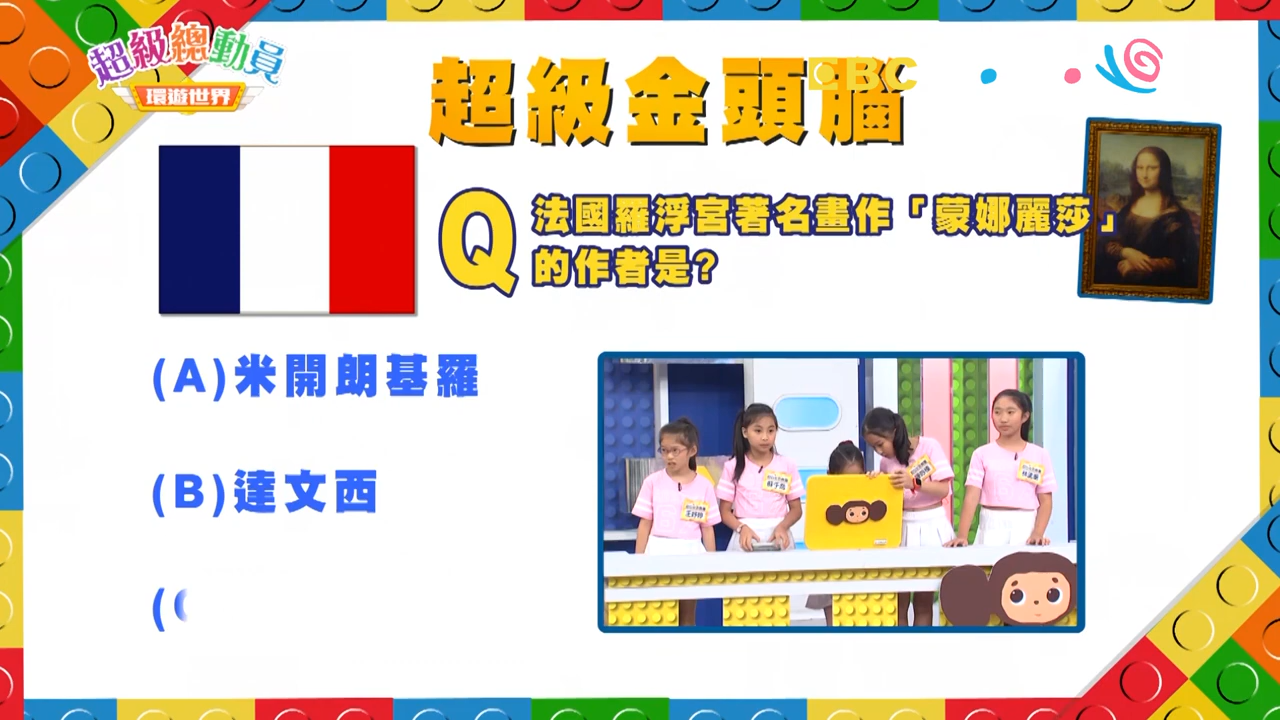 超級總動員
環遊世界
超級金頭腦
EBC
Q 法國羅浮宮著名畫作「蒙娜麗莎」
的作者是?
(A)米開朗基羅
(B)達文西
(